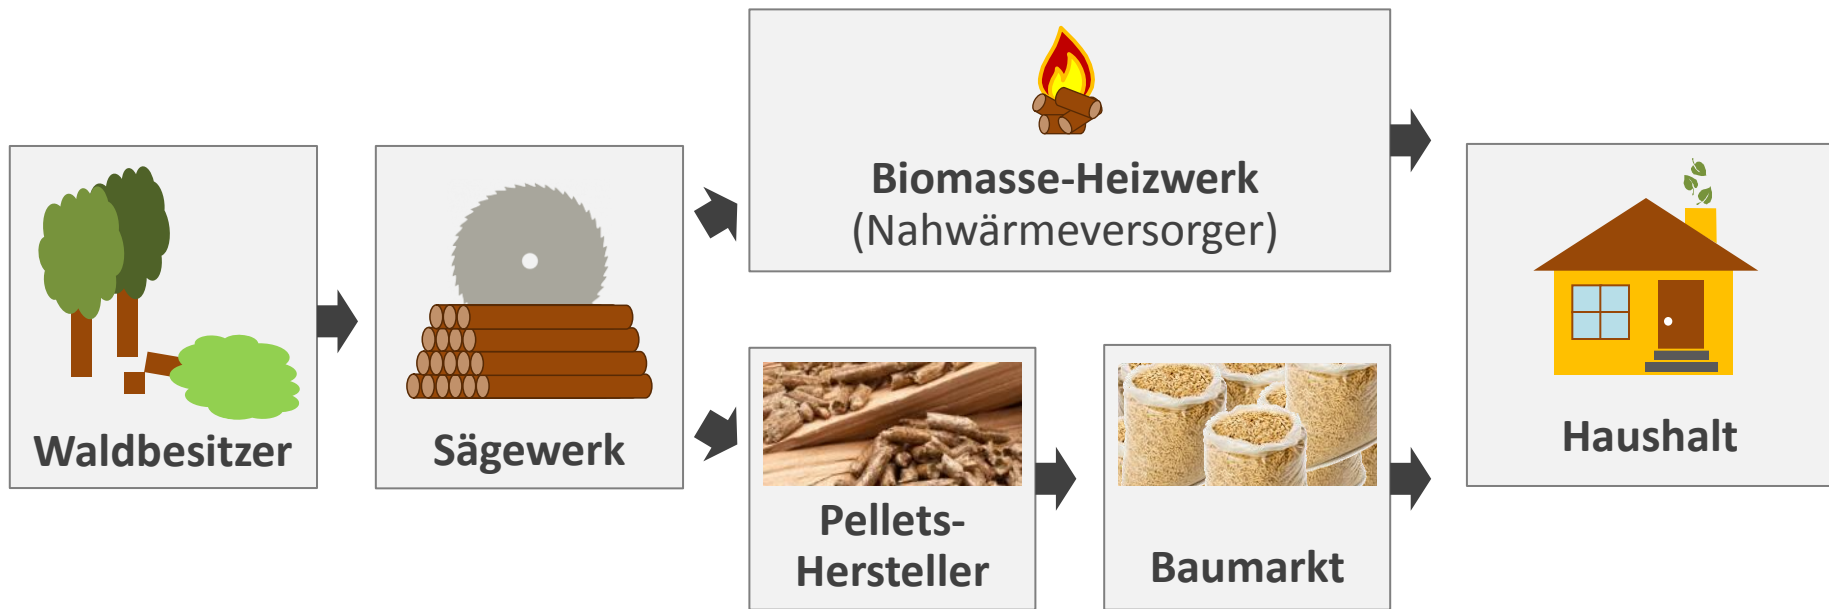 Waldbesitzer
Sägewerk
Biomasse-Heizwerk
(Nahwärmeversorger)
Pellets-
Hersteller
Baumarkt
Haushalt